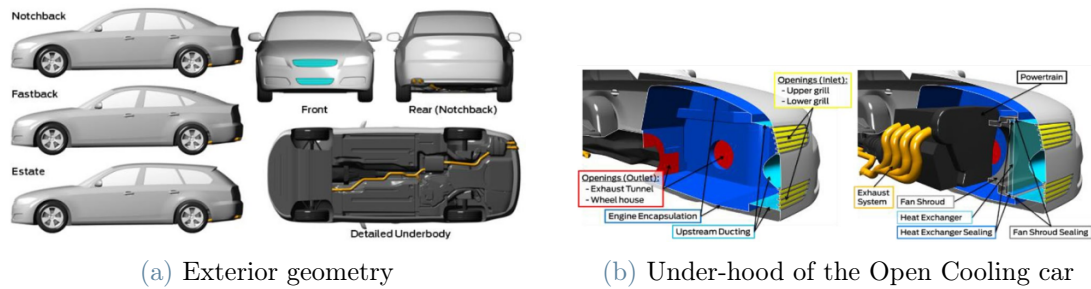 Notchback
Fastback
Estate
Front
Rear (Notchback)
Detailed Underbody
(a) Exterior geometry
Openings (Inlet):
- Upper grill
- Lower grill
Openings (Outlet):
- Exhaust Tunnel
- Wheel house
Engine Encapsulation
Upstream Ducting
Powertrain
Exhaust
System
Fan Shroud
Heat Exchanger
Heat Exchanger Sealing
Fan Shroud Sealing
(b) Under-hood of the Open Cooling car